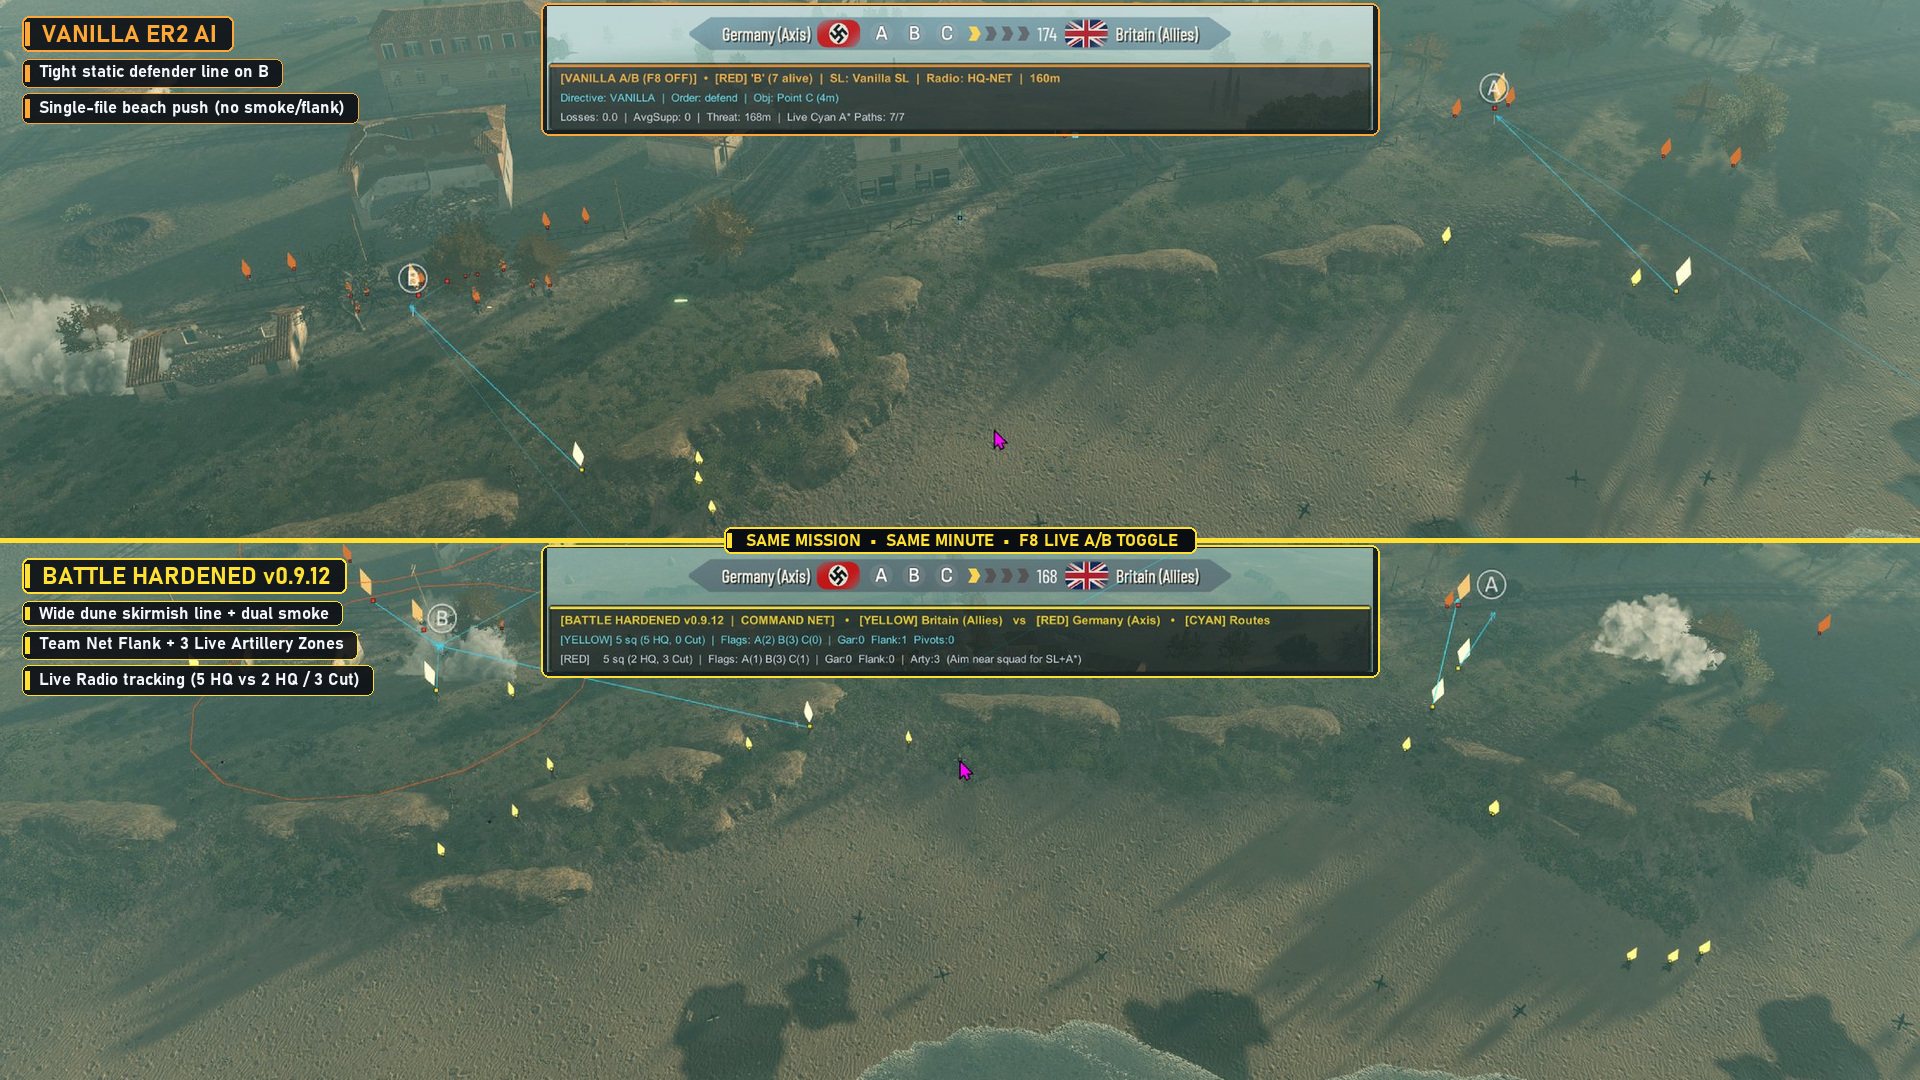 VANILLA ER2 AI
Tight static defender line on B
Single-file beach push (no smoke/flank)
Germany (Axis) A B C 174 Britain (Allies)
[VANILLA A/B (F8 OFF)] • [RED] 'B' (7 alive) | SL: Vanilla SL | Radio: HQ-NET | 160m
Directive: VANILLA | Order: defend | Obj: Point C (4m)
Losses: 0.0 | AvgSupp: 0 | Threat: 168m | Live Cyan A* Paths: 7/7
A
B
SAME MISSION • SAME MINUTE • F8 LIVE A/B TOGGLE
BATTLE HARDENED v0.9.12
Wide dune skirmish line + dual smoke
Team Net Flank + 3 Live Artillery Zones
Live Radio tracking (5 HQ vs 2 HQ / 3 Cut)
Germany (Axis) A B C 168 Britain (Allies)
[BATTLE HARDENED v0.9.12 | COMMAND NET] • [YELLOW] Britain (Allies) vs [RED] Germany (Axis) • [CYAN] Routes
[YELLOW] 5 sq (5 HQ, 0 Cut) | Flags: A(2) B(3) C(0) | Gar:0 Flank:1 Pivots:0
[RED] 5 sq (2 HQ, 3 Cut) | Flags: A(1) B(3) C(1) | Gar:0 Flank:0 | Arty:3 (Aim near squad for SL+A*)
B
A